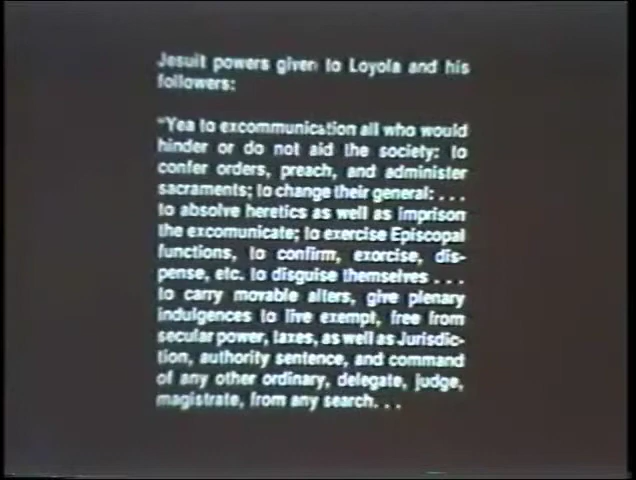 Jesuit powers given to Loyola and his
followers:
"Yea to excommunication all who would
hinder or do not aid the society: to
confer orders, preach, and administer
sacraments; to change their general: . . .
to absolve heretics as well as imprison
the excomunicate; to exercise Episcopal
functions, to confirm, exorcise, dis-
pense, etc. to disguise themselves . . .
to carry movable alters, give plenary
indulgences to live exempt, free from
secular power, taxes, as well as Jurisdic-
tion, authority sentence, and command
of any other ordinary, delegate, judge,
magistrate, from any search. . .